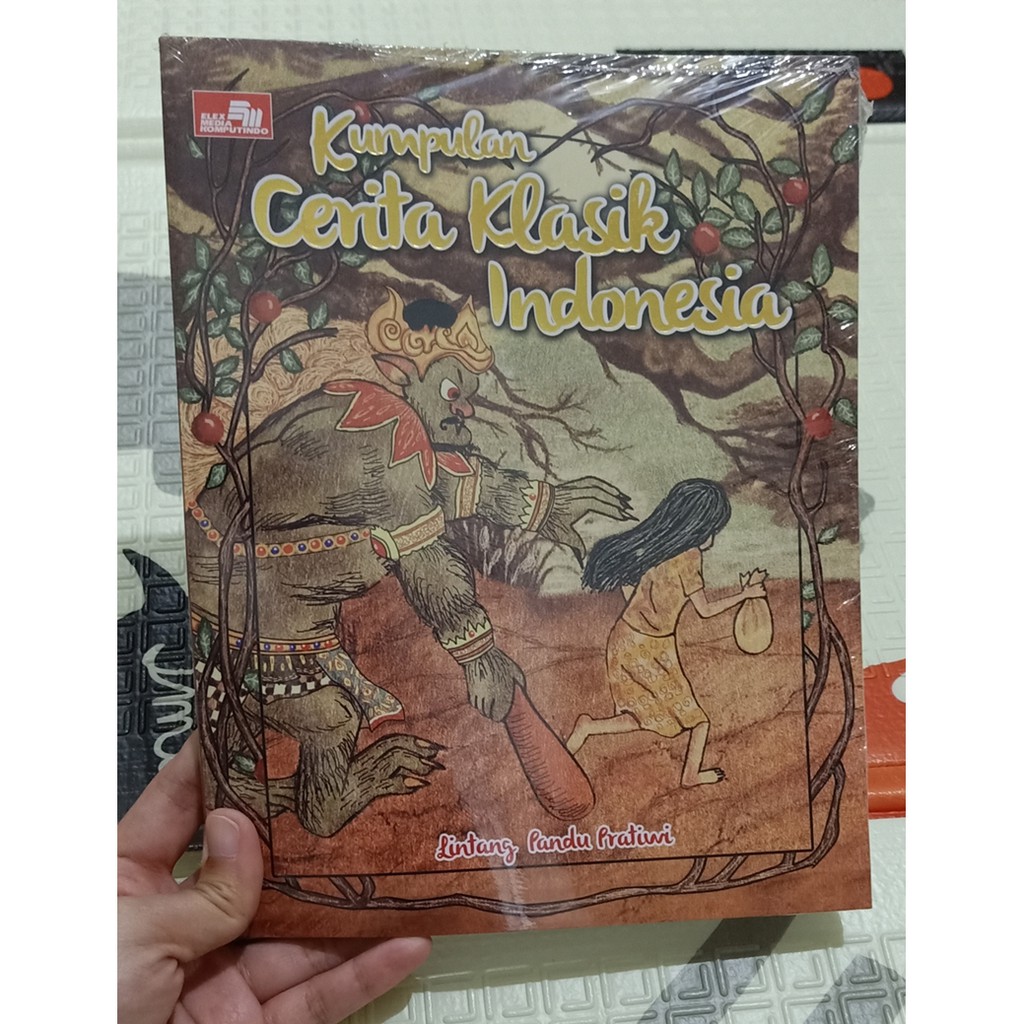 ELEX
MEDIA
KOMPUTINDO
Kumpulan
Cerita Klasik
Indonesia
Lintang Pandu Pratiwi